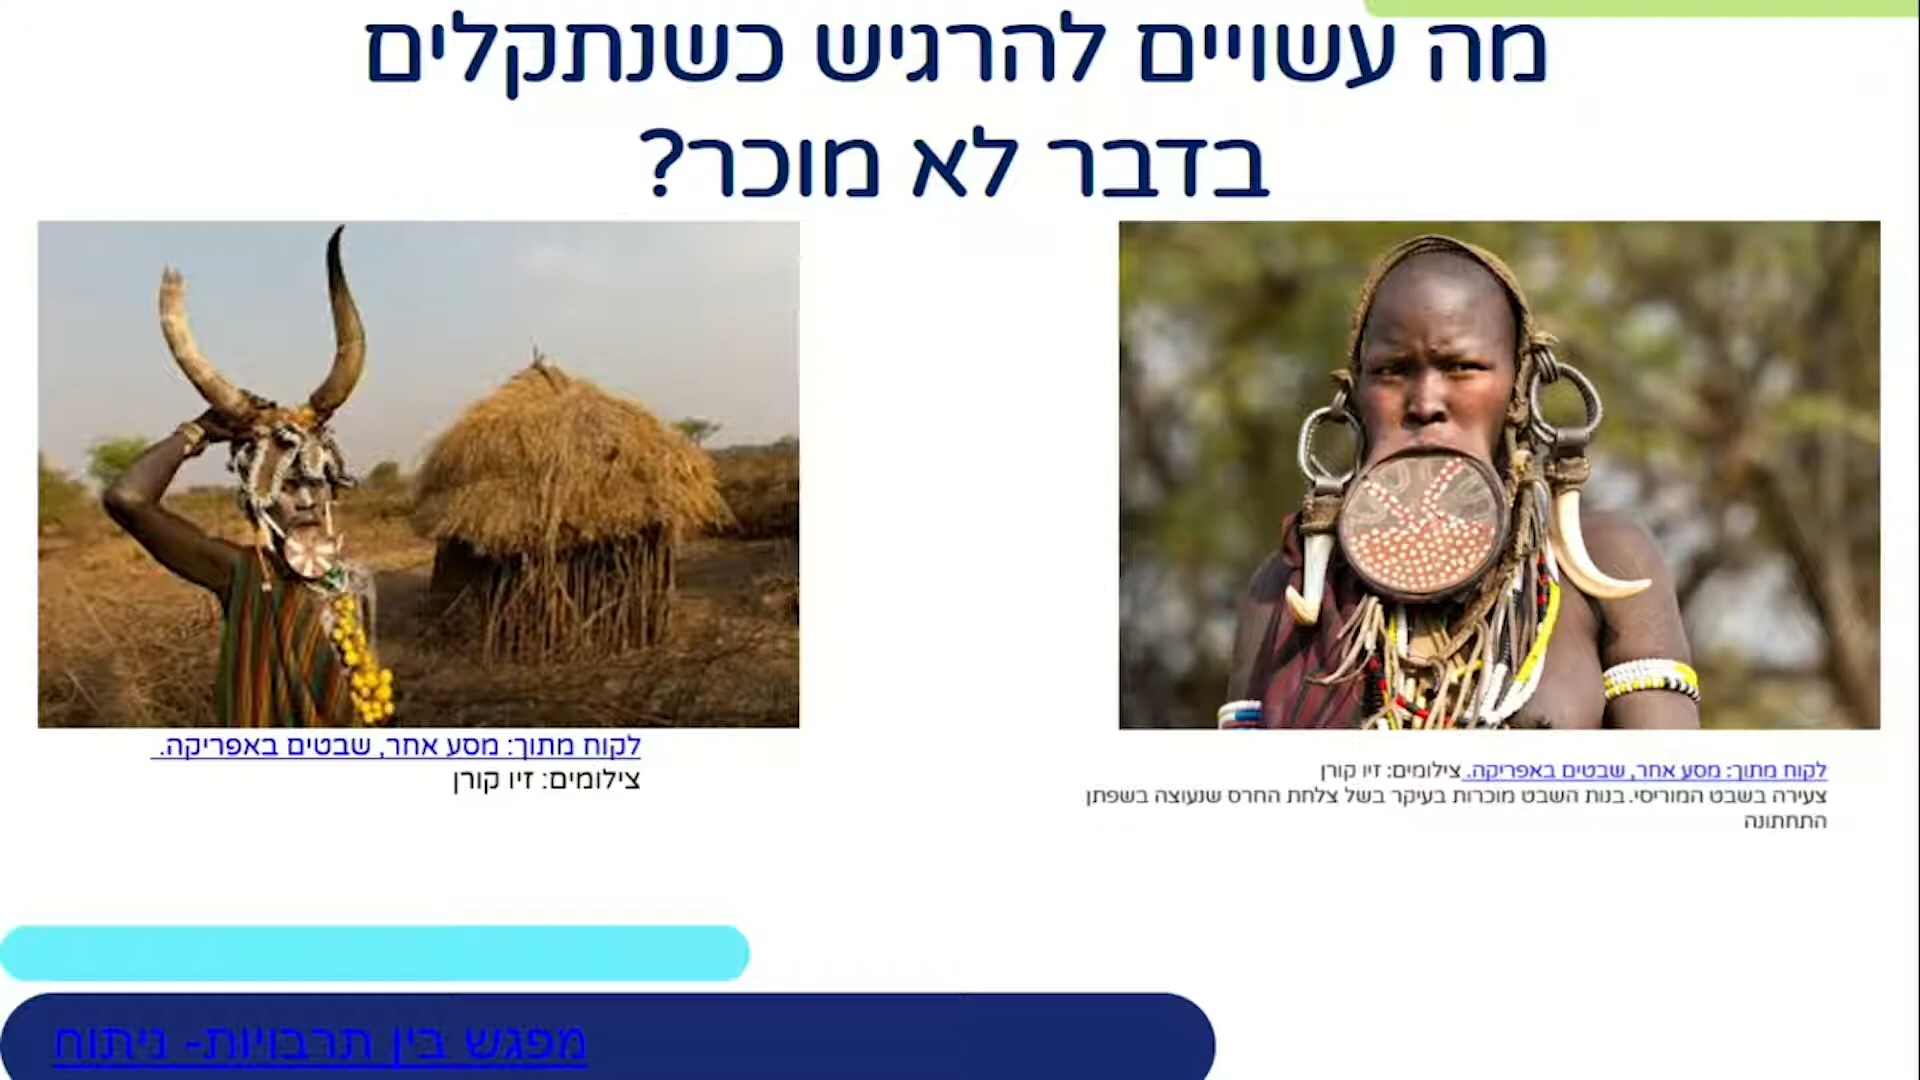 מה עשויים להרגיש כשנתקלים
בדבר לא מוכר?
לקוח מתוך: מסע אחר, שבטים באפריקה.
צילומים: זיו קורן
לקוח מתוך: מסע אחר, שבטים באפריקה. צילומים: זיו קורן
צעירה בשבט המוריסי. בנות השבט מוכרות בעיקר בשל צלחת החרס שנעוצה בשפתן
התחתונה
מפגש בין תרבויות- ניתוח